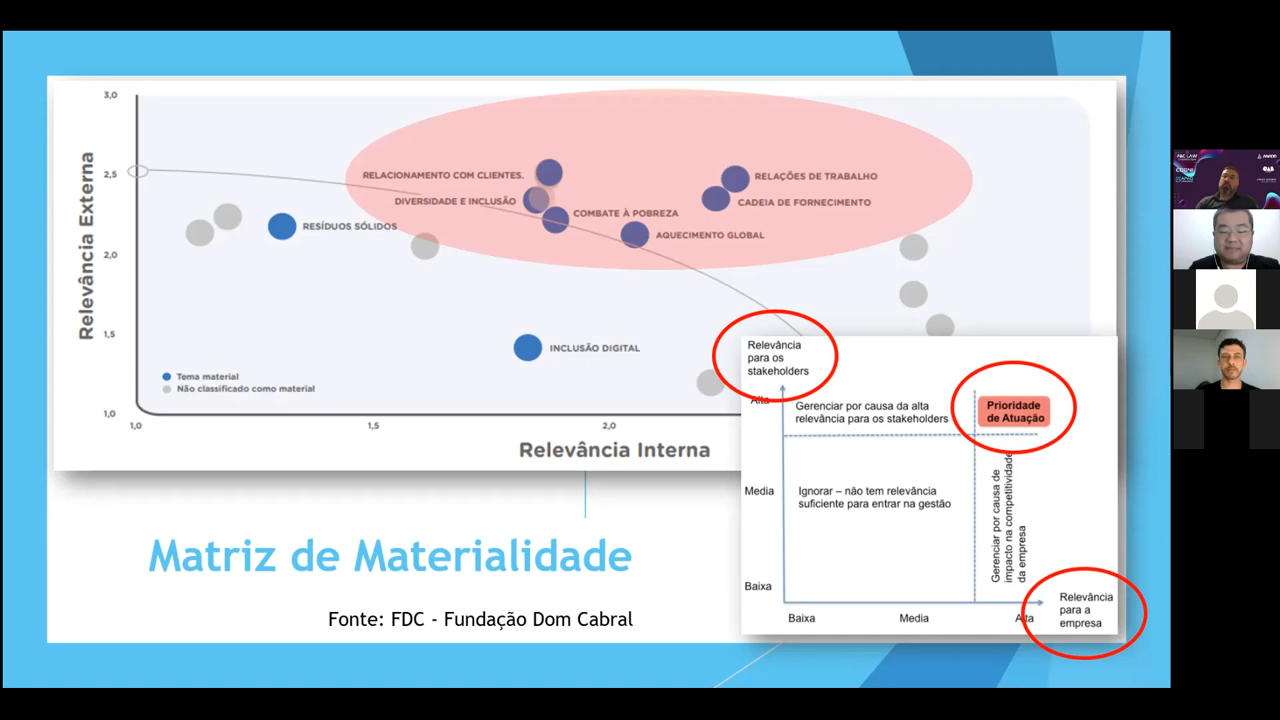 3,0
2,5
2,0
1,5
1,0
Relevância Externa
RELACIONAMENTO COM CLIENTES.
DIVERSIDADE E INCLUSÃO
COMBATE À POBREZA
RELAÇÕES DE TRABALHO
CADEIA DE FORNECIMENTO
AQUECIMENTO GLOBAL
RESÍDUOS SÓLIDOS
INCLUSÃO DIGITAL
Tema material
Não classificado como material
1,0
1,5
2,0
Relevância Interna
Relevância
para os
stakeholders
Alta
Gerenciar por causa da alta
relevância para os stakeholders
Prioridade
de Atuação
Media
Ignorar – não tem relevância
suficiente para entrar na gestão
Gerenciar por causa de
impacto na competitividade
da empresa
Baixa
Baixa
Media
Alta
Relevância
para a
empresa
Matriz de Materialidade
Fonte: FDC - Fundação Dom Cabral